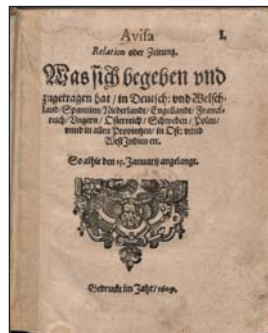 Avisa I.
Relation oder Zeitung.
Was sich begeben vnd
zugetragen hat / in Deutsch: vnd Welsch-
land / Spannien / Niederlandt / Engellandt / Franck-
reich / Vngern / Osterreich / Schweden / Polen /
vnnd in allen Provintzen / in Ost: vnnd
West Indien etc.
So alhie den 15. Januarij angelangt.
Gedruckt im Jahr / 1609.